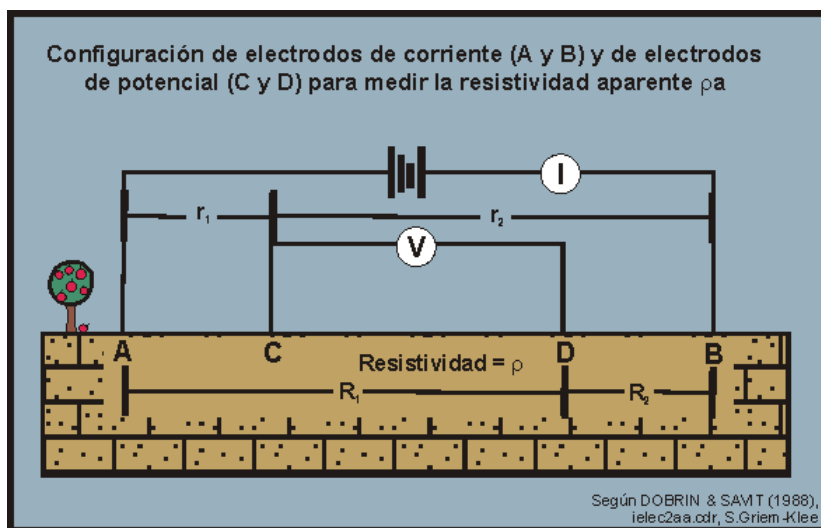 Configuración de electrodos de corriente (A y B) y de electrodos
de potencial (C y D) para medir la resistividad aparente ρa
I
r₁
r₂
V
A
C
D
B
Resistividad = ρ
R₁
R₂
Según DOBRIN & SAVIT (1988),
ielec2aa.cdr, S.Griem-Klee